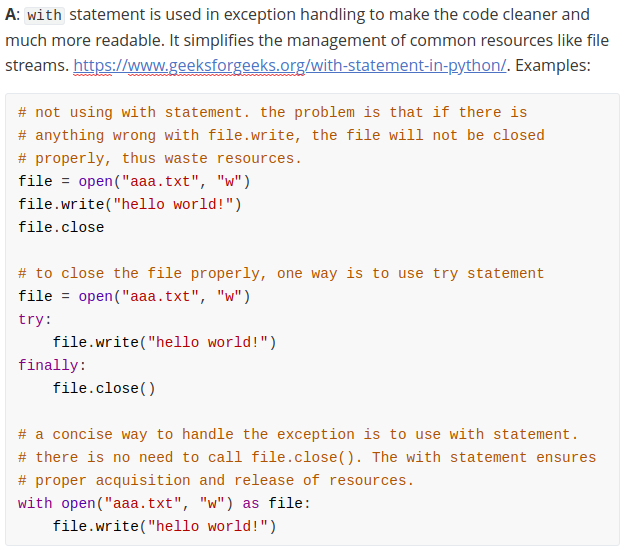 A: with statement is used in exception handling to make the code cleaner and
much more readable. It simplifies the management of common resources like file
streams. https://www.geeksforgeeks.org/with-statement-in-python/. Examples:
# not using with statement. the problem is that if there is
# anything wrong with file.write, the file will not be closed
# properly, thus waste resources.
file = open("aaa.txt", "w")
file.write("hello world!")
file.close
# to close the file properly, one way is to use try statement
file = open("aaa.txt", "w")
try:
    file.write("hello world!")
finally:
    file.close()
# a concise way to handle the exception is to use with statement.
# there is no need to call file.close(). The with statement ensures
# proper acquisition and release of resources.
with open("aaa.txt", "w") as file:
    file.write("hello world!")